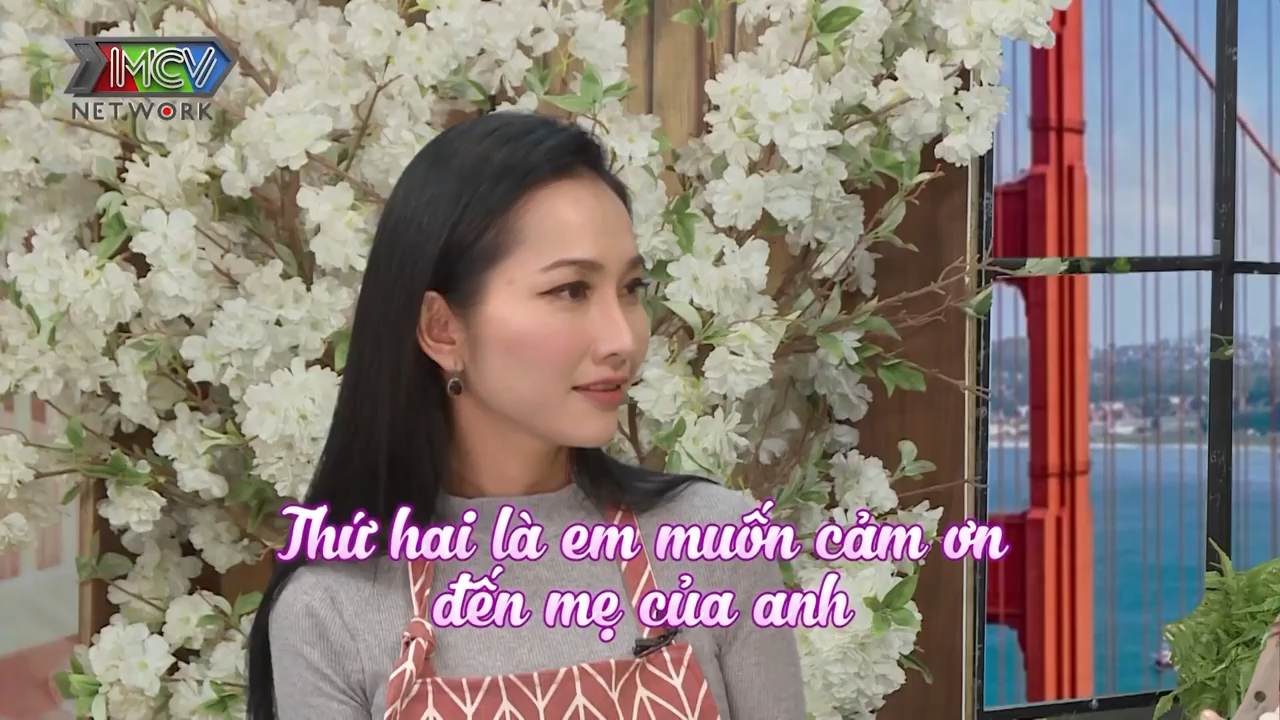 MCV
NETWORK
Thứ hai là em muốn cảm ơn
đến mẹ của anh